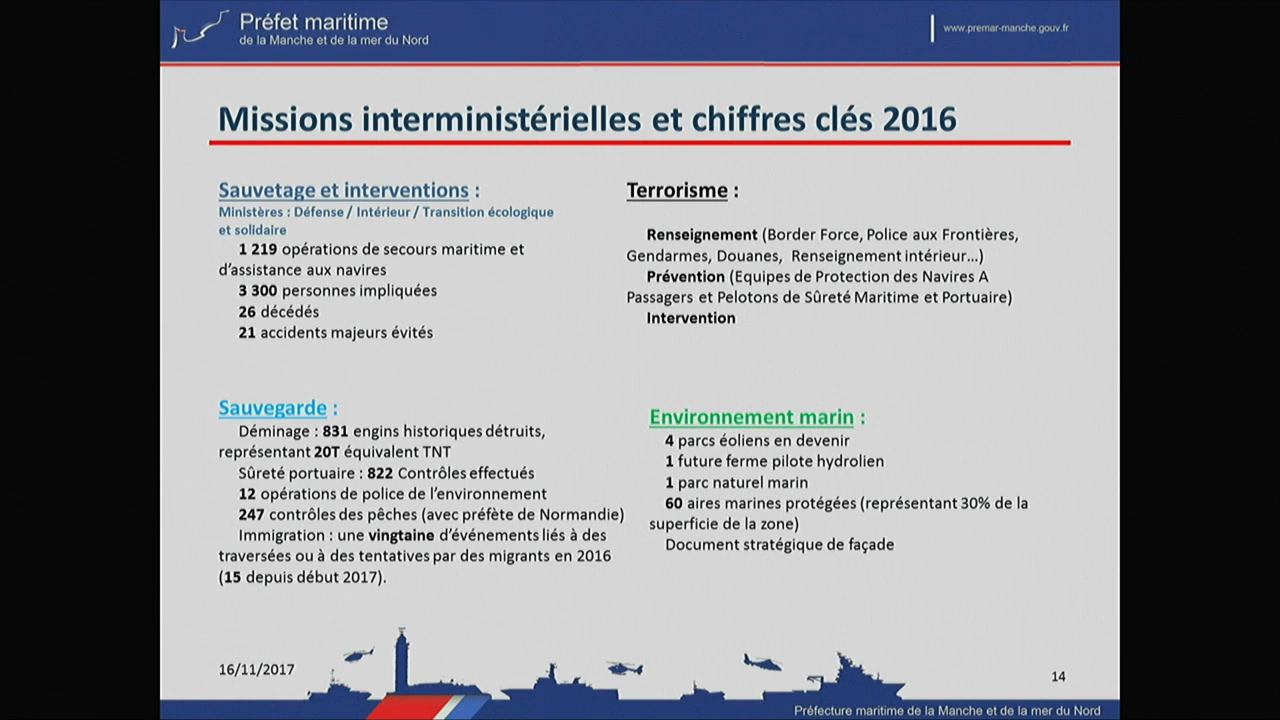 Préfet maritime
de la Manche et de la mer du Nord
www.premar-manche.gouv.fr
Missions interministérielles et chiffres clés 2016
Sauvetage et interventions :
Ministères : Défense / Intérieur / Transition écologique
et solidaire
1 219 opérations de secours maritime et
d’assistance aux navires
3 300 personnes impliquées
26 décédés
21 accidents majeurs évités
Terrorisme :
Renseignement (Border Force, Police aux Frontières,
Gendarmes, Douanes, Renseignement intérieur...)
Prévention (Equipes de Protection des Navires A
Passagers et Pelotons de Sûreté Maritime et Portuaire)
Intervention
Sauvegarde :
Déminage : 831 engins historiques détruits,
représentant 20T équivalent TNT
Sûreté portuaire : 822 Contrôles effectués
12 opérations de police de l’environnement
247 contrôles des pêches (avec préfète de Normandie)
Immigration : une vingtaine d’événements liés à des
traversées ou à des tentatives par des migrants en 2016
(15 depuis début 2017).
Environnement marin :
4 parcs éoliens en devenir
1 future ferme pilote hydrolien
1 parc naturel marin
60 aires marines protégées (représentant 30% de la
superficie de la zone)
Document stratégique de façade
16/11/2017
14
Préfecture maritime de la Manche et de la mer du Nord